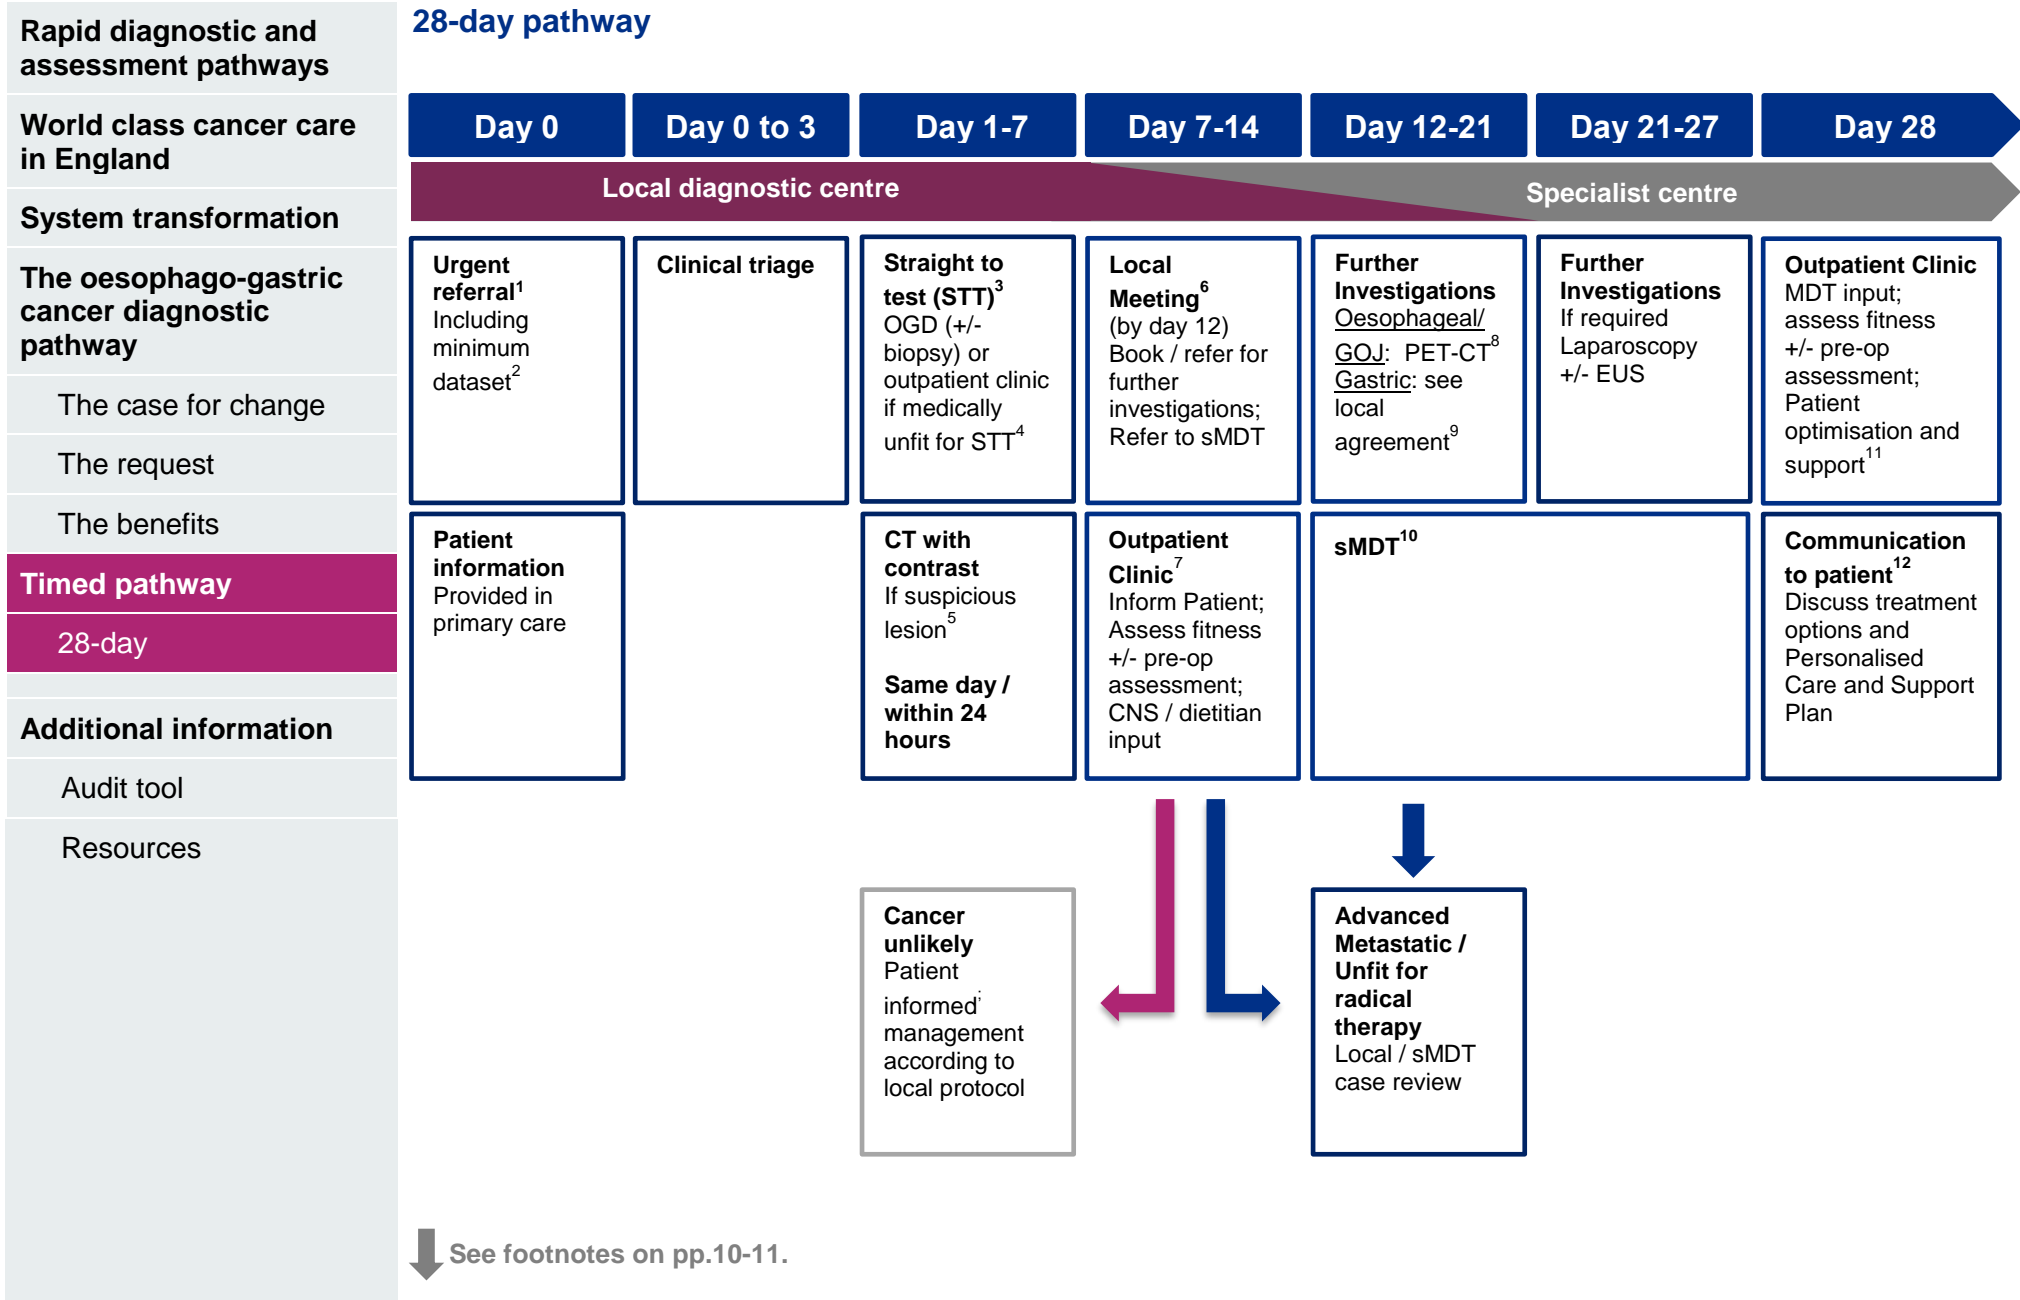 Rapid diagnostic and
assessment pathways
World class cancer care
in England
System transformation
The oesophago-gastric
cancer diagnostic
pathway
The case for change
The request
The benefits
Timed pathway
28-day
Additional information
Audit tool
Resources
28-day pathway
Day 0
Day 0 to 3
Day 1-7
Day 7-14
Day 12-21
Day 21-27
Day 28
Local diagnostic centre
Specialist centre
Urgent
referral1
Including
minimum
dataset2
Clinical triage
Straight to
test (STT)3
OGD (+/-
biopsy) or
outpatient clinic
if medically
unfit for STT4
Local
Meeting6
(by day 12)
Book / refer for
further
investigations;
Refer to sMDT
Further
Investigations
Oesophageal/
GOJ: PET-CT8
Gastric: see
local
agreement9
Further
Investigations
If required
Laparoscopy
+/- EUS
Outpatient Clinic
MDT input;
assess fitness
+/- pre-op
assessment;
Patient
optimisation and
support11
Patient
information
Provided in
primary care
CT with
contrast
If suspicious
lesion5
Same day /
within 24
hours
Outpatient
Clinic7
Inform Patient;
Assess fitness
+/- pre-op
assessment;
CNS / dietitian
input
sMDT10
Communication
to patient12
Discuss treatment
options and
Personalised
Care and Support
Plan
Cancer
unlikely
Patient
informed;
management
according to
local protocol
Advanced
Metastatic /
Unfit for
radical
therapy
Local / sMDT
case review
See footnotes on pp.10-11.